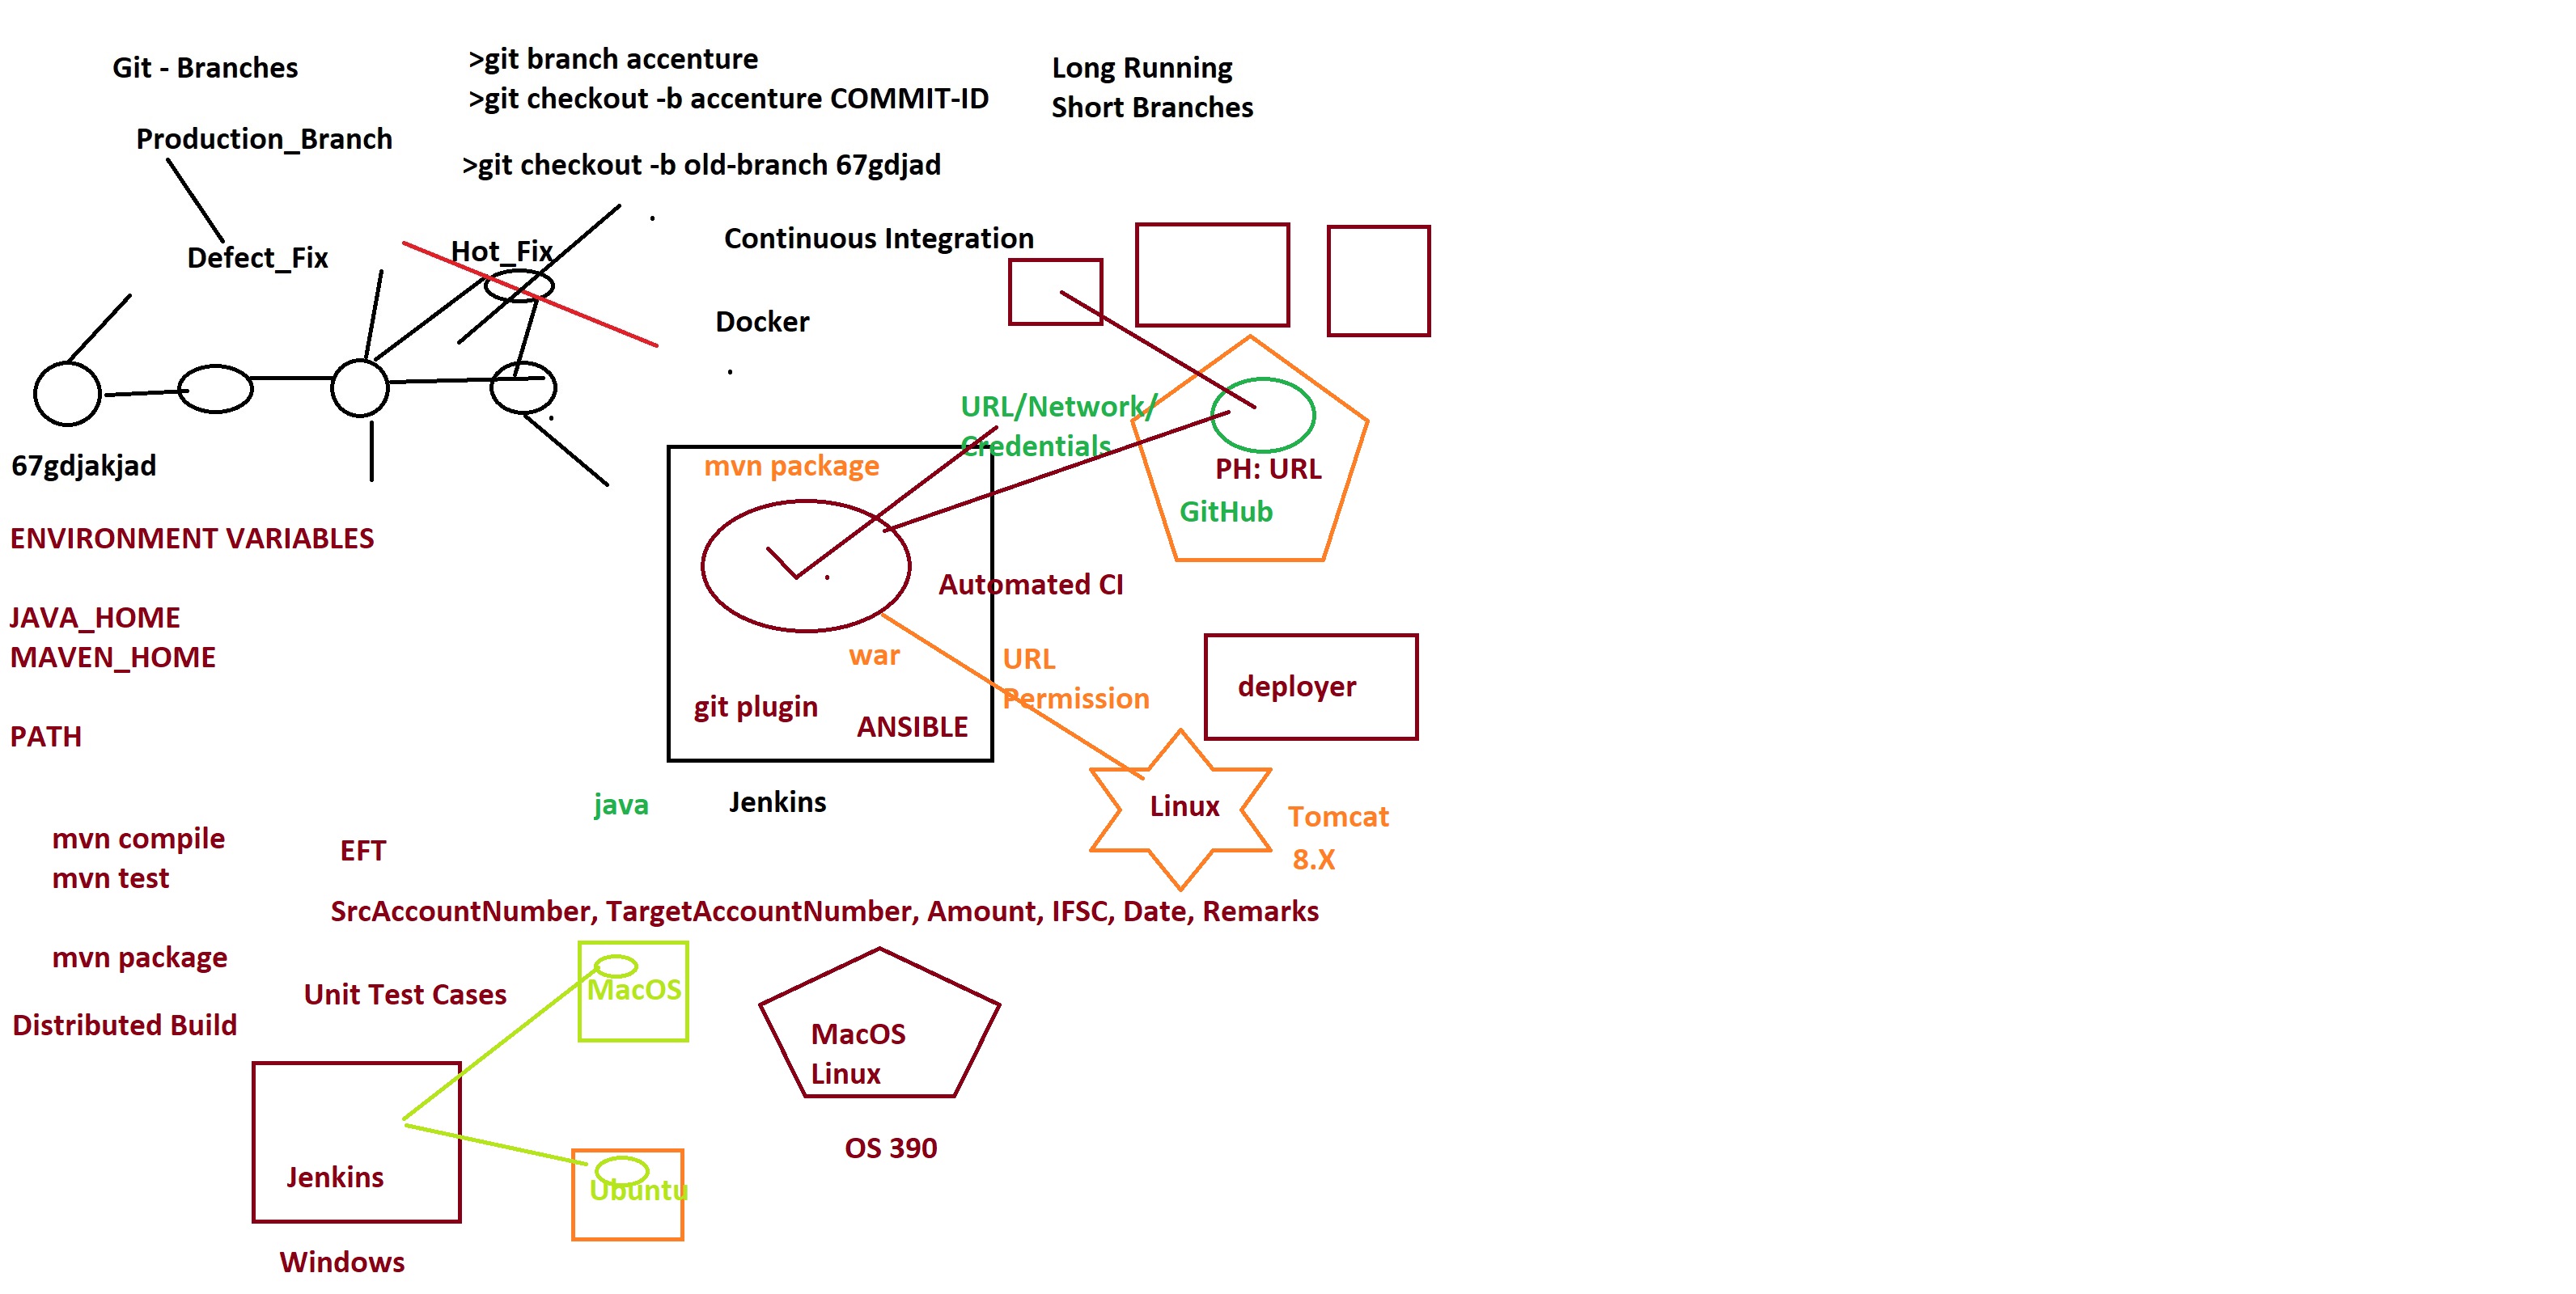 Git - Branches
>git branch accenture
>git checkout -b accenture COMMIT-ID
Long Running
Short Branches
Production_Branch
>git checkout -b old-branch 67gdjad
Defect_Fix
Hot_Fix
Continuous Integration
Docker
67gdjakjad
URL/Network/
Credentials
mvn package
PH: URL
GitHub
ENVIRONMENT VARIABLES
Automated CI
JAVA_HOME
MAVEN_HOME
war
URL
Permission
deployer
git plugin
ANSIBLE
PATH
java
Jenkins
Linux
Tomcat
8.X
mvn compile
mvn test
EFT
SrcAccountNumber, TargetAccountNumber, Amount, IFSC, Date, Remarks
mvn package
Unit Test Cases
MacOS
Distributed Build
MacOS
Linux
OS 390
Jenkins
Ubuntu
Windows